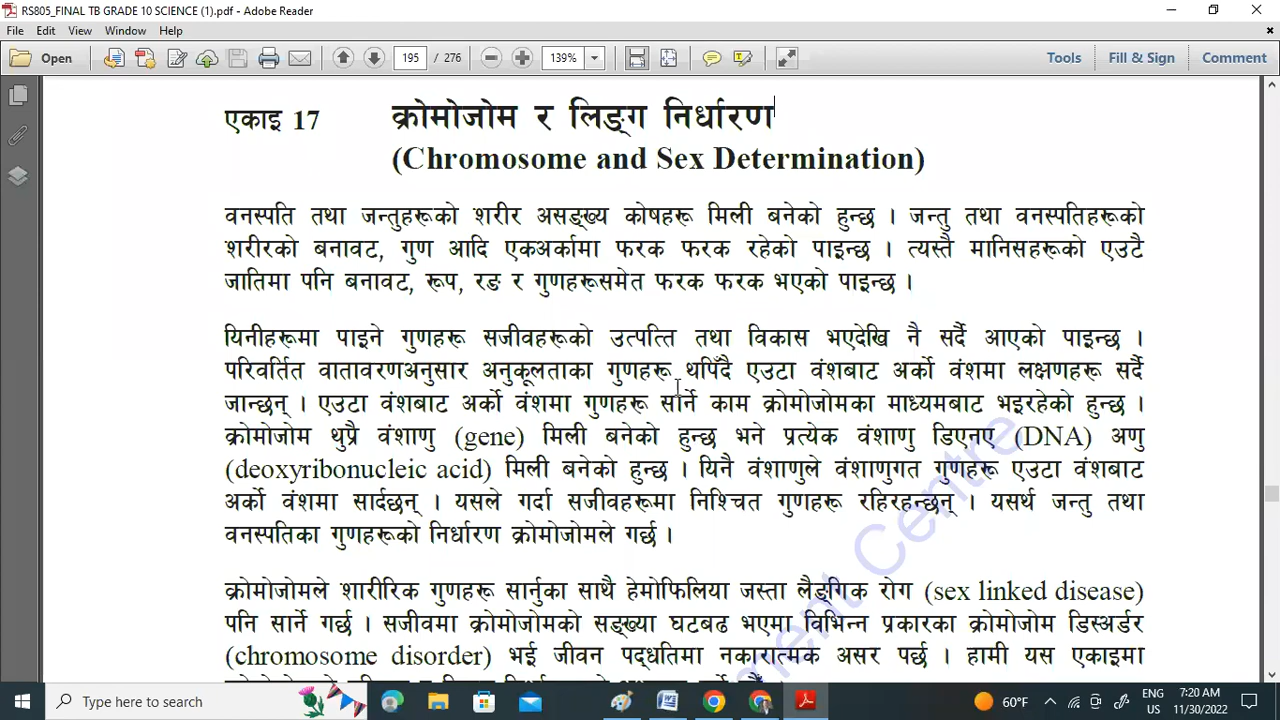 RS805_FINAL TB GRADE 10 SCIENCE (1).pdf - Adobe Reader
File Edit View Window Help
Open 195 / 276 139% Tools Fill & Sign Comment
एकाइ 17 क्रोमोजोम र लिङ्ग निर्धारण
(Chromosome and Sex Determination)
वनस्पति तथा जन्तुहरूको शरीर असङ्ख्य कोषहरू मिली बनेको हुन्छ । जन्तु तथा वनस्पतिहरूको
शरीरको बनावट, गुण आदि एकअर्कामा फरक फरक रहेको पाइन्छ । त्यस्तै मानिसहरूको एउटै
जातिमा पनि बनावट, रूप, रङ र गुणहरूसमेत फरक फरक भएको पाइन्छ ।
यिनीहरूमा पाइने गुणहरू सजीवहरूको उत्पत्ति तथा विकास भएदेखि नै सर्दै आएको पाइन्छ ।
परिवर्तित वातावरणअनुसार अनुकूलताका गुणहरू थपिँदै एउटा वंशबाट अर्को वंशमा लक्षणहरू सर्दै
जान्छन् । एउटा वंशबाट अर्को वंशमा गुणहरू सार्ने काम क्रोमोजोमका माध्यमबाट भइरहेको हुन्छ ।
क्रोमोजोम थुप्रै वंशाणु (gene) मिली बनेको हुन्छ भने प्रत्येक वंशाणु डिएनए (DNA) अणु
(deoxyribonucleic acid) मिली बनेको हुन्छ । यिनै वंशाणुले वंशाणुगत गुणहरू एउटा वंशबाट
अर्को वंशमा सार्दछन् । यसले गर्दा सजीवहरूमा निश्चित गुणहरू रहिरहन्छन् । यसर्थ जन्तु तथा
वनस्पतिका गुणहरूको निर्धारण क्रोमोजोमले गर्छ ।
क्रोमोजोमले शारीरिक गुणहरू सार्नुका साथै हेमोफिलिया जस्ता लैङ्गिक रोग (sex linked disease)
पनि सार्ने गर्छ । सजीवमा क्रोमोजोमको सङ्ख्या घटबढ भएमा विभिन्न प्रकारका क्रोमोजोम डिस्अर्डर
(chromosome disorder) भई जीवन पद्धतिमा नकारात्मक असर पर्छ । हामी यस एकाइमा
ment Centre
Type here to search 60°F ENG 7:20 AM
US 11/30/2022